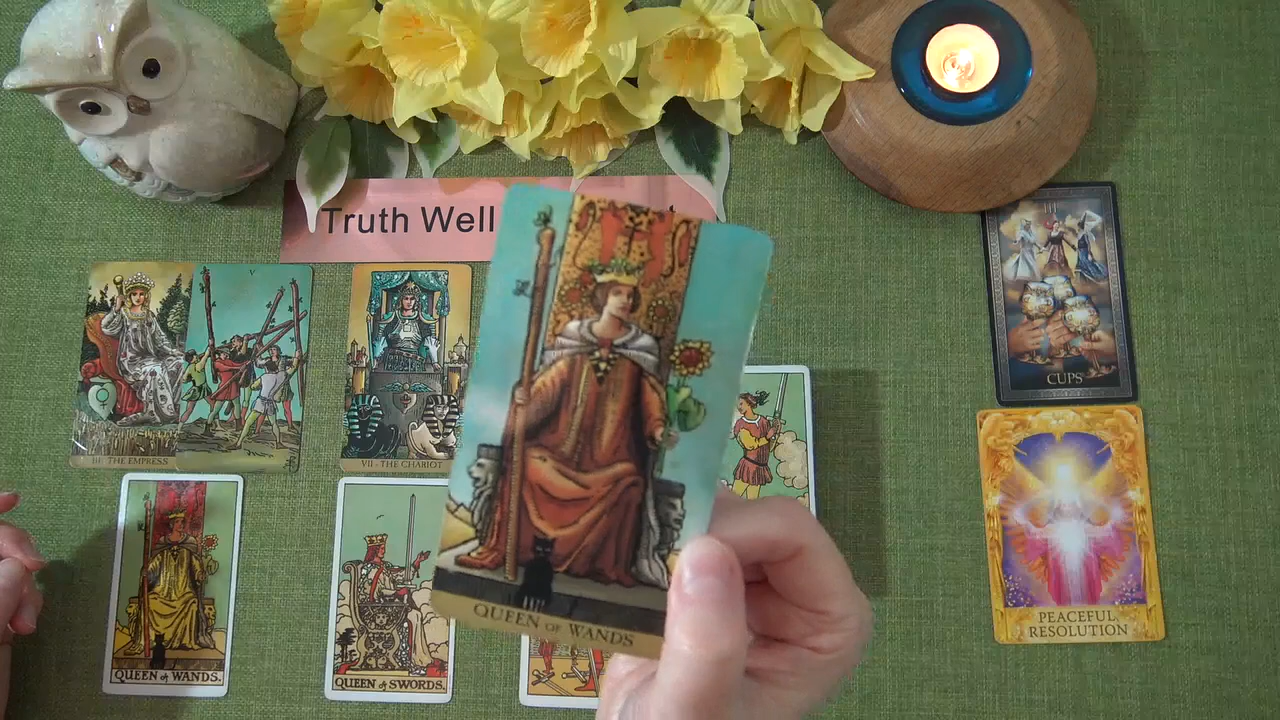 Truth Well
III
CUPS
V
III · THE EMPRESS
VII · THE CHARIOT
PEACEFUL
RESOLUTION
QUEEN OF WANDS
QUEEN of WANDS.
QUEEN of SWORDS.